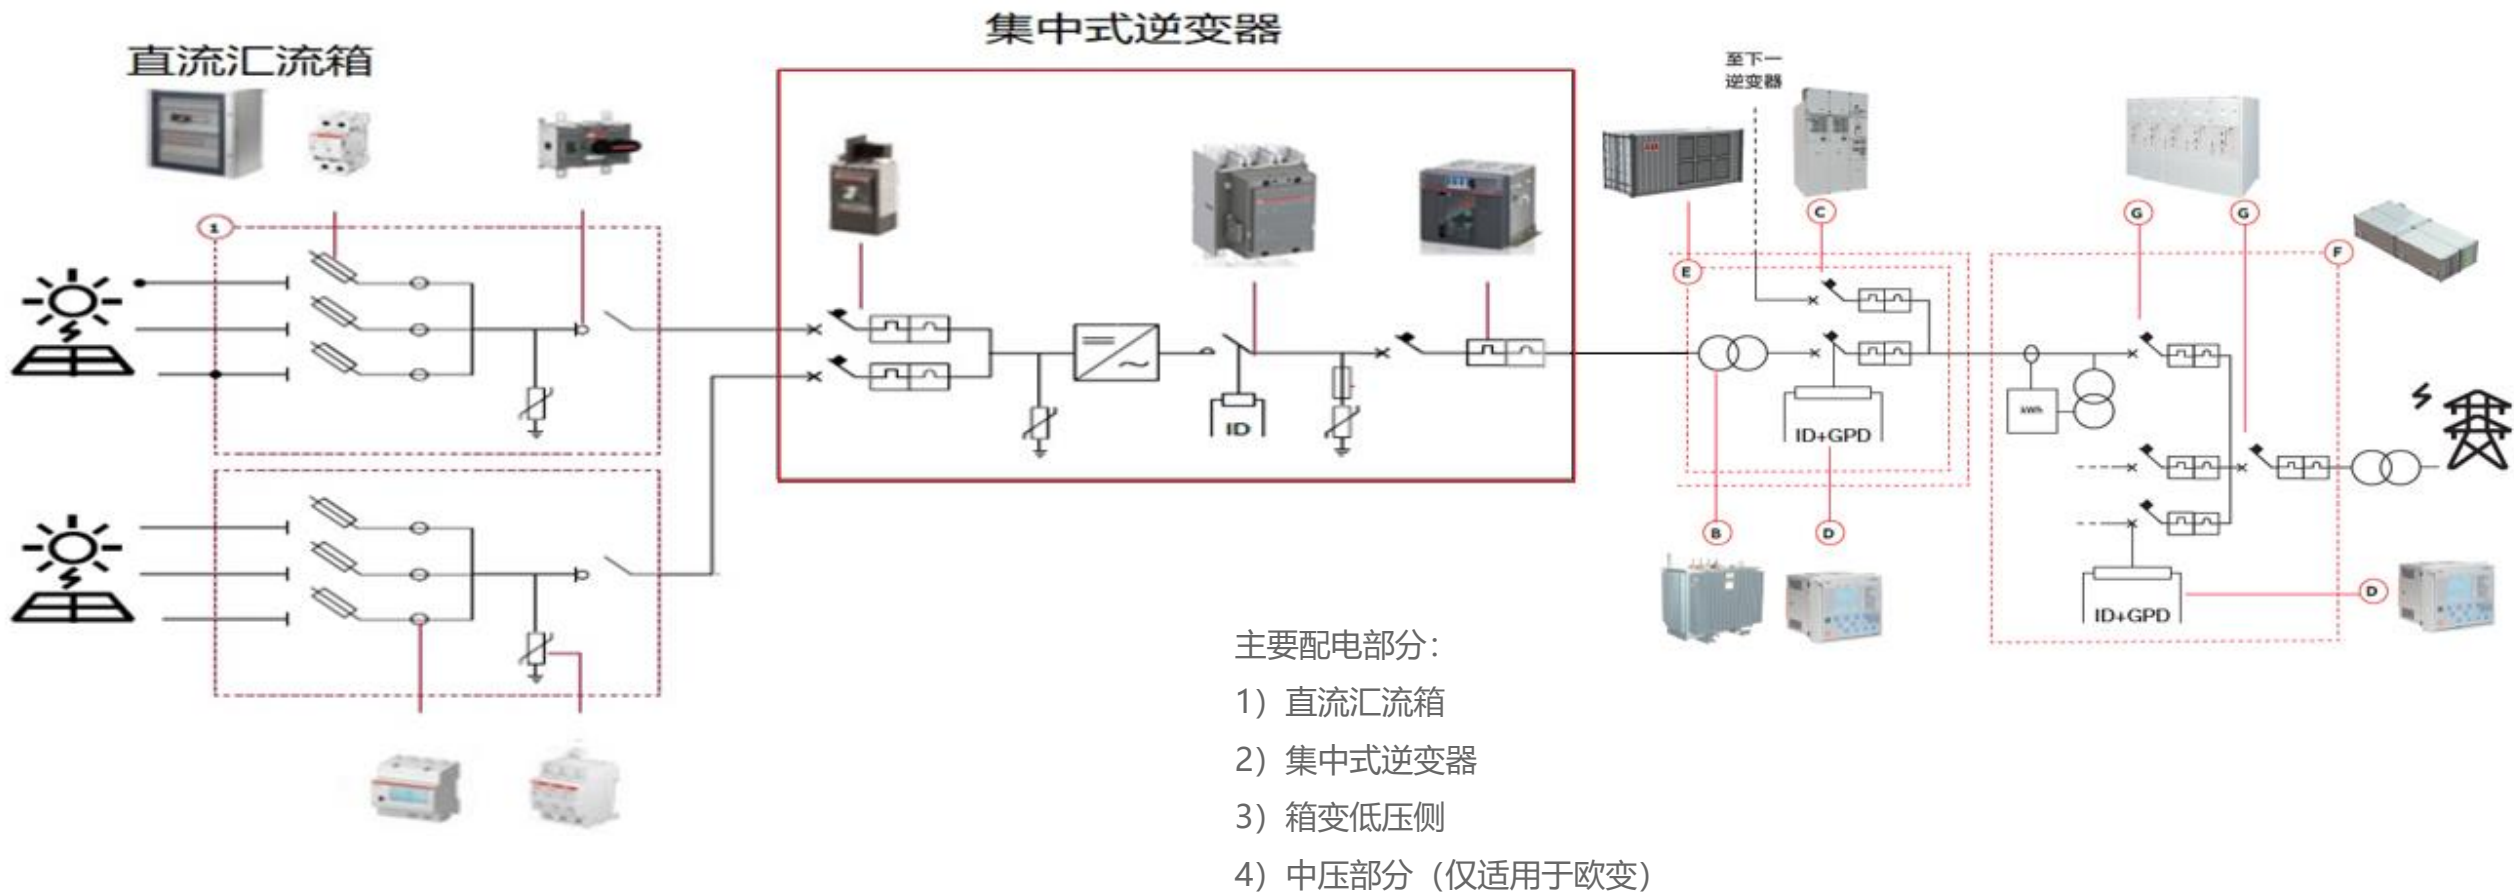 集中式逆变器
直流汇流箱
至下一
逆变器
1
C
G
G
F
E
kWh
ID
ID+GPD
B
D
D
ID+GPD
主要配电部分：
1）直流汇流箱
2）集中式逆变器
3）箱变低压侧
4）中压部分（仅适用于欧变）
ABB